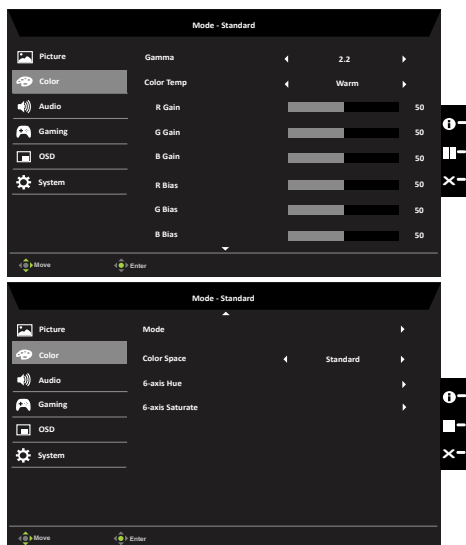 Mode - Standard
Picture
Gamma 2.2
Color
Color Temp Warm
Audio
R Gain 50
Gaming
G Gain 50
OSD
B Gain 50
System
R Bias 50
G Bias 50
B Bias 50
Move Enter
Mode - Standard
Picture
Mode
Color
Color Space Standard
Audio
6-axis Hue
Gaming
6-axis Saturate
OSD
System
Move Enter